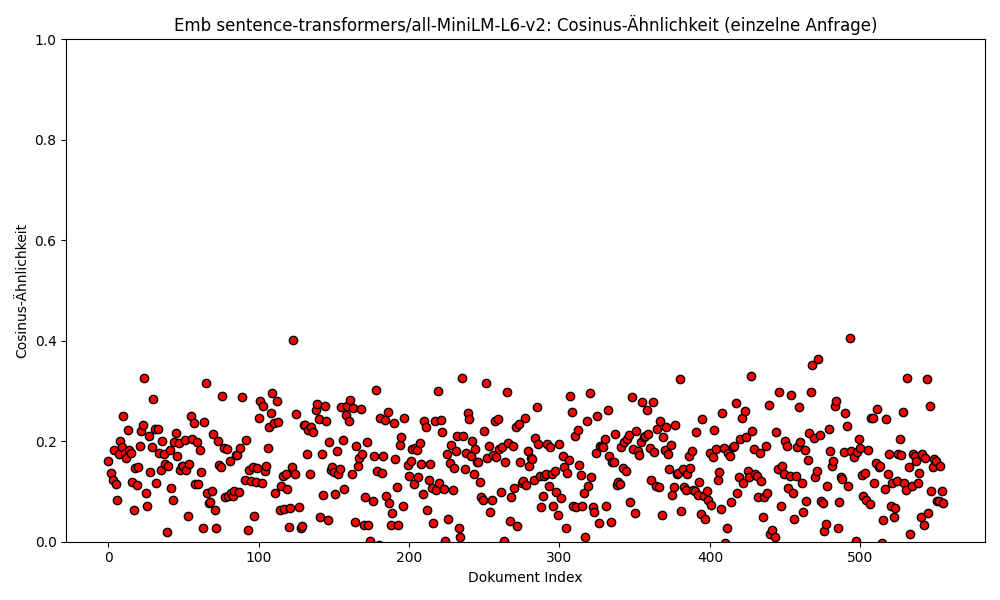 Emb sentence-transformers/all-MiniLM-L6-v2: Cosinus-Ähnlichkeit (einzelne Anfrage)
1.0
0.8
0.6
0.4
0.2
0.0
Cosinus-Ähnlichkeit
0 100 200 300 400 500
Dokument Index